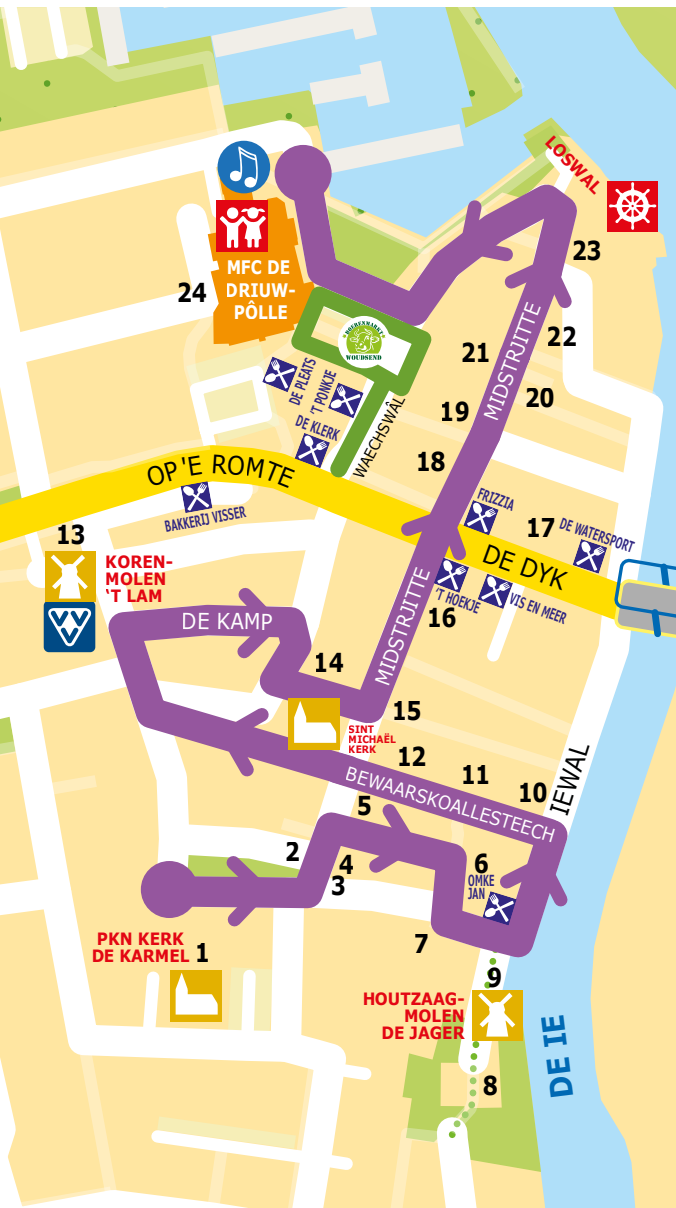 LOSWAL
23
MFC DE
DRIUW-
PÔLLE
24
BOERENMARKT
WOUDSEND
22
21
MIDSTRJITTE
20
19
DE PLEATS
'T PONKJE
DE KLERK
WAECHSWÂL
18
OP'E ROMTE
BAKKERIJ VISSER
FRIZZIA
17
DE WATERSPORT
DE DYK
13
KOREN-
MOLEN
'T LAM
'T HOEKJE
VIS EN MEER
16
MIDSTRJITTE
DE KAMP
14
15
SINT
MICHAËL
KERK
12
11
10
IEWAL
BEWAARSKOALLESTEECH
5
2
4
3
6
OMKE
JAN
7
PKN KERK
DE KARMEL
1
9
HOUTZAAG-
MOLEN
DE JAGER
8
DE IE